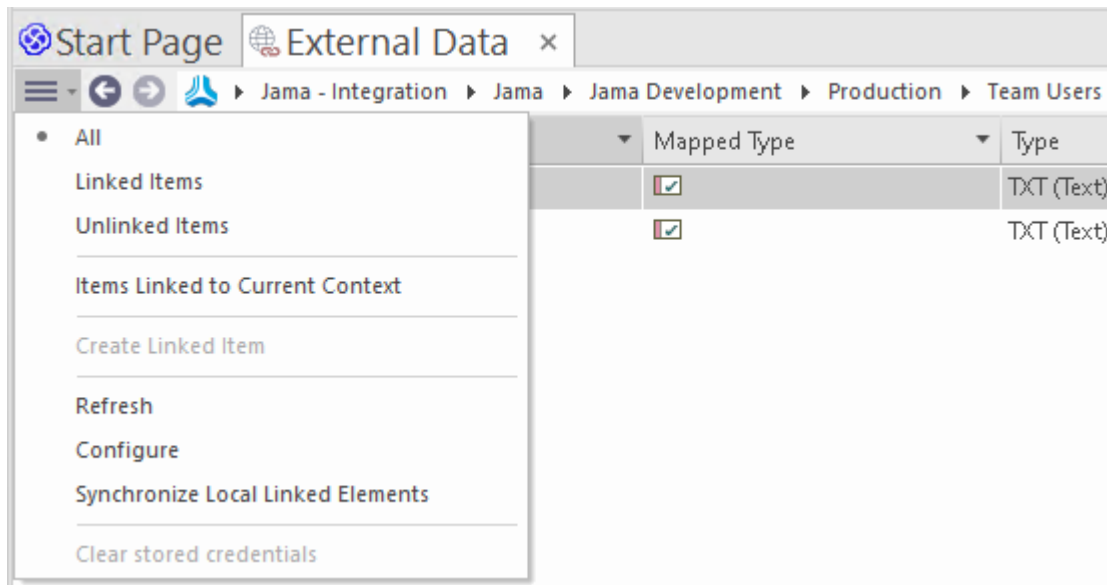 Start Page External Data ×
Jama - Integration Jama Jama Development Production Team Users
All
Mapped Type Type
Linked Items
TXT (Text)
Unlinked Items
TXT (Text)
Items Linked to Current Context
Create Linked Item
Refresh
Configure
Synchronize Local Linked Elements
Clear stored credentials